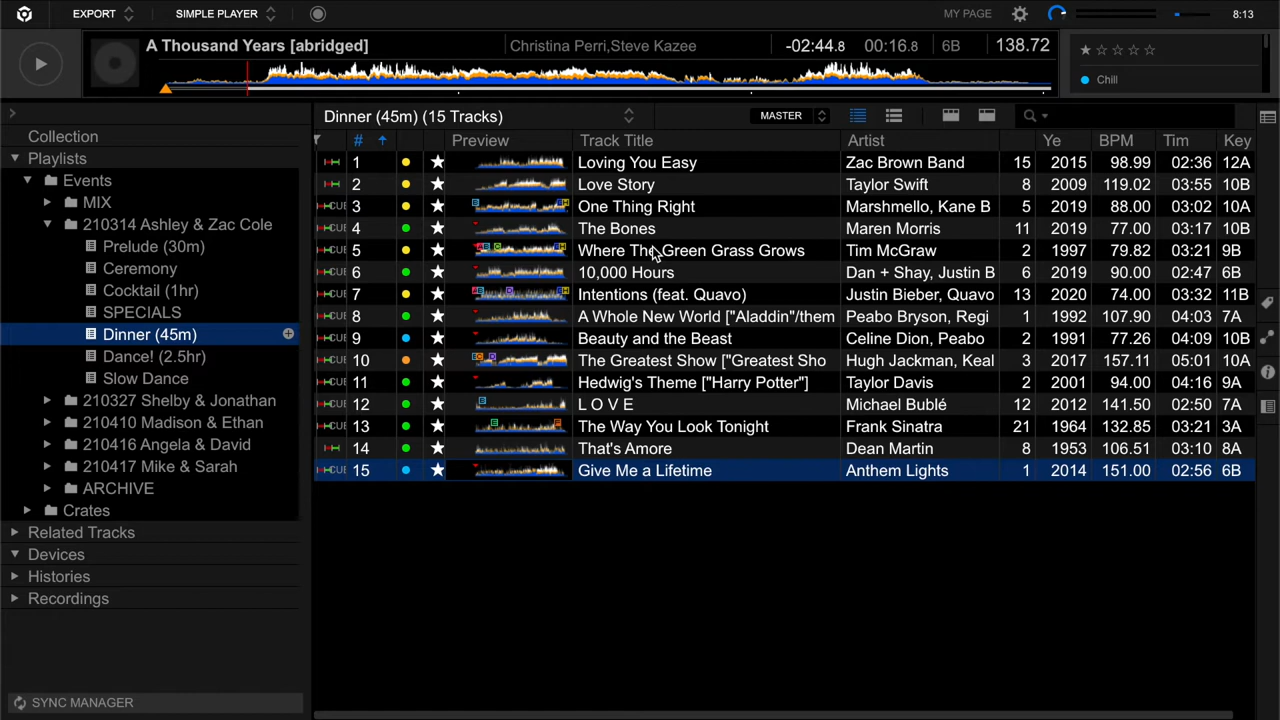 EXPORT SIMPLE PLAYER MY PAGE 8:13
A Thousand Years [abridged] Christina Perri,Steve Kazee -02:44.8 00:16.8 6B 138.72
Chill
Dinner (45m) (15 Tracks) MASTER
Collection
Playlists
Events
MIX
210314 Ashley & Zac Cole
Prelude (30m)
Ceremony
Cocktail (1hr)
SPECIALS
Dinner (45m)
Dance! (2.5hr)
Slow Dance
210327 Shelby & Jonathan
210410 Madison & Ethan
210416 Angela & David
210417 Mike & Sarah
ARCHIVE
Crates
Related Tracks
Devices
Histories
Recordings
SYNC MANAGER
# Preview Track Title Artist Ye BPM Tim Key
1 Loving You Easy Zac Brown Band 15 2015 98.99 02:36 12A
2 Love Story Taylor Swift 8 2009 119.02 03:55 10B
CUE 3 One Thing Right Marshmello, Kane B 5 2019 88.00 03:02 10A
CUE 4 The Bones Maren Morris 11 2019 77.00 03:17 9B
CUE 5 Where The Green Grass Grows Tim McGraw 2 1997 79.82 03:21 9B
CUE 6 10,000 Hours Dan + Shay, Justin B 6 2019 90.00 02:47 6B
CUE 7 Intentions (feat. Quavo) Justin Bieber, Quavo 13 2020 74.00 03:32 11B
CUE 8 A Whole New World ["Aladdin"/them Peabo Bryson, Regi 1 1992 107.90 04:03 7A
CUE 9 Beauty and the Beast Celine Dion, Peabo 2 1991 77.26 04:09 10B
CUE 10 The Greatest Show ["Greatest Sho Hugh Jackman, Keal 3 2017 157.11 05:01 10A
CUE 11 Hedwig's Theme ["Harry Potter"] Taylor Davis 2 2001 94.00 04:16 9A
CUE 12 L O V E Michael Bublé 12 2012 141.50 02:50 7A
CUE 13 The Way You Look Tonight Frank Sinatra 21 1964 132.85 03:21 3A
14 That's Amore Dean Martin 8 1953 106.51 03:10 8A
CUE 15 Give Me a Lifetime Anthem Lights 1 2014 151.00 02:56 6B